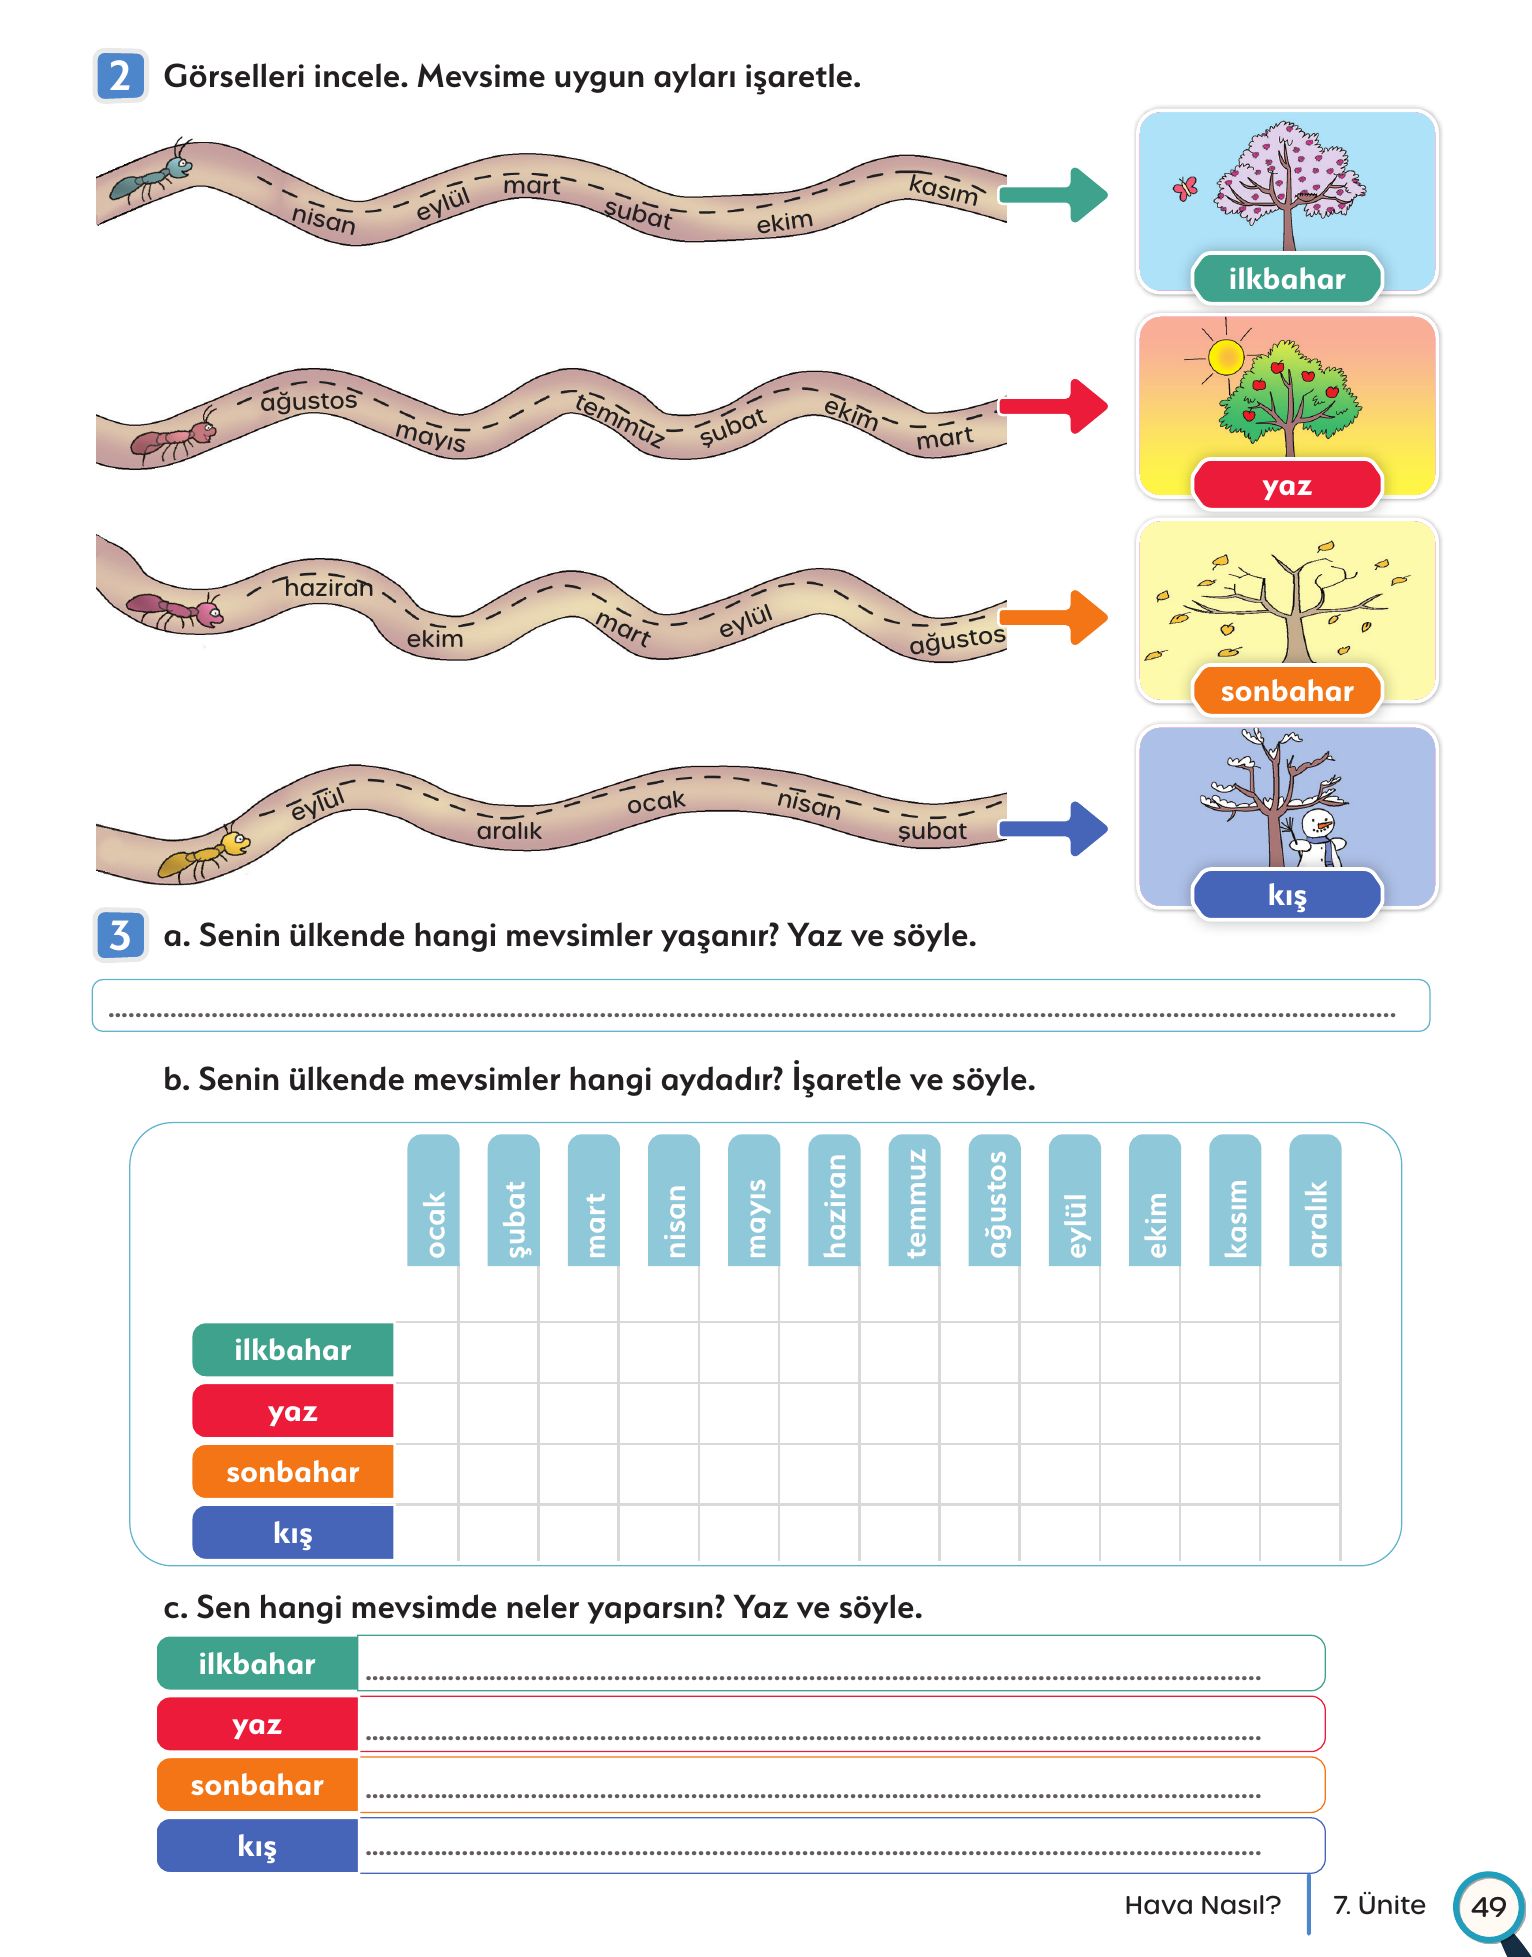 2 Görselleri incele. Mevsime uygun ayları işaretle.
nisan eylül mart şubat ekim kasım
ilkbahar
ağustos mayıs temmuz şubat ekim mart
yaz
haziran ekim mart eylül ağustos
sonbahar
eylül aralık ocak nisan şubat
kış
3 a. Senin ülkende hangi mevsimler yaşanır? Yaz ve söyle.
b. Senin ülkende mevsimler hangi aydadır? İşaretle ve söyle.
ocak şubat mart nisan mayıs haziran temmuz ağustos eylül ekim kasım aralık
ilkbahar
yaz
sonbahar
kış
c. Sen hangi mevsimde neler yaparsın? Yaz ve söyle.
ilkbahar
yaz
sonbahar
kış
Hava Nasıl? 7. Ünite 49